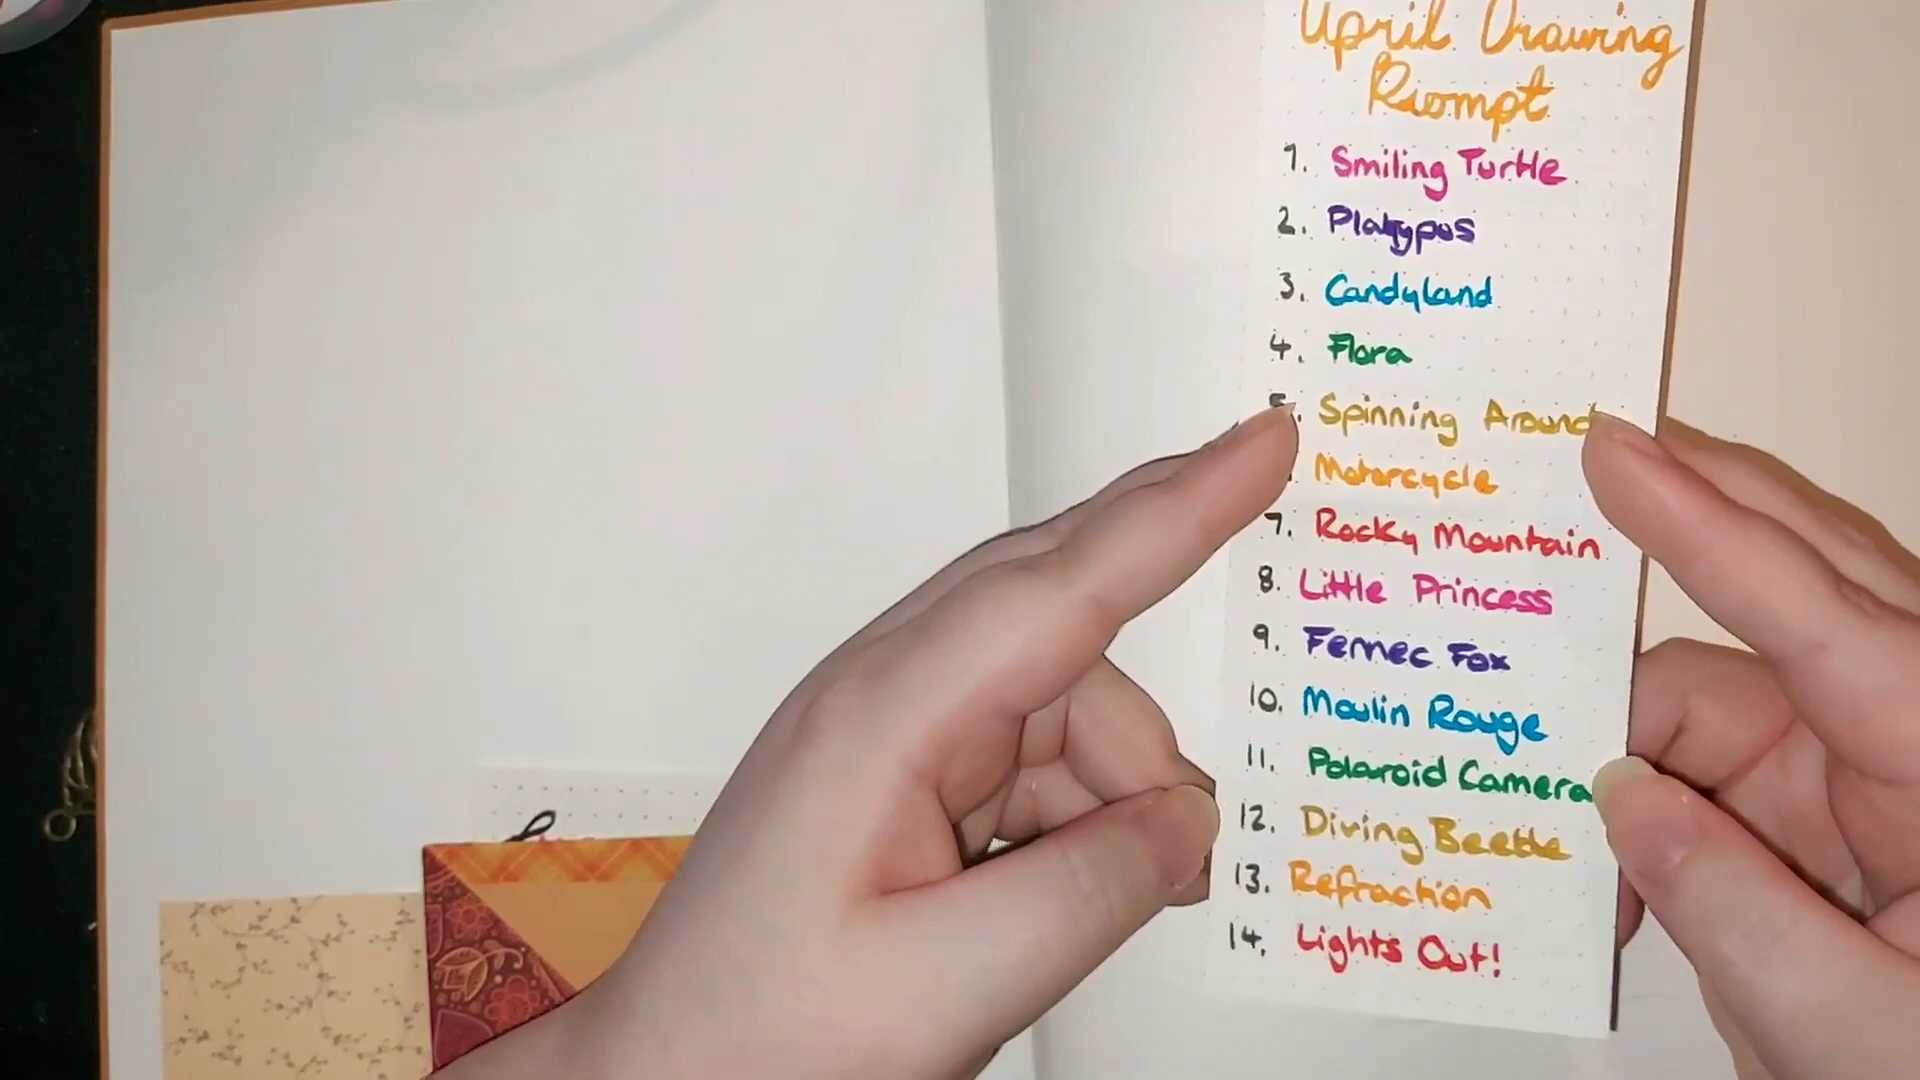 April Drawing
Prompt
1. Smiling Turtle
2. Platypus
3. Candyland
4. Flora
5. Spinning Around
Motorcycle
7. Rocky Mountain
8. Little Princess
9. Fennec Fox
10. Moulin Rouge
11. Polaroid Camera
12. Diving Beetle
13. Refraction
14. Lights Out!